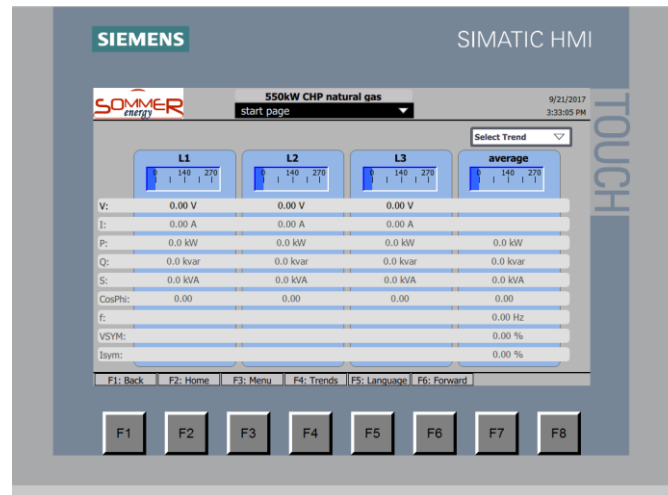 SIEMENS SIMATIC HMI
TOUCH
SOMMER
energy
550kW CHP natural gas
start page
9/21/2017
3:33:05 PM
Select Trend
L1 L2 L3 average
0 140 270 0 140 270 0 140 270 0 140 270
V: 0.00 V 0.00 V 0.00 V
I: 0.00 A 0.00 A 0.00 A
P: 0.0 kW 0.0 kW 0.0 kW 0.0 kW
Q: 0.0 kvar 0.0 kvar 0.0 kvar 0.0 kvar
S: 0.0 kVA 0.0 kVA 0.0 kVA 0.0 kVA
CosPhi: 0.00 0.00 0.00 0.00
f: 0.00 Hz
VSYM: 0.00 %
Isym: 0.00 %
F1: Back F2: Home F3: Menu F4: Trends F5: Language F6: Forward
F1 F2 F3 F4 F5 F6 F7 F8